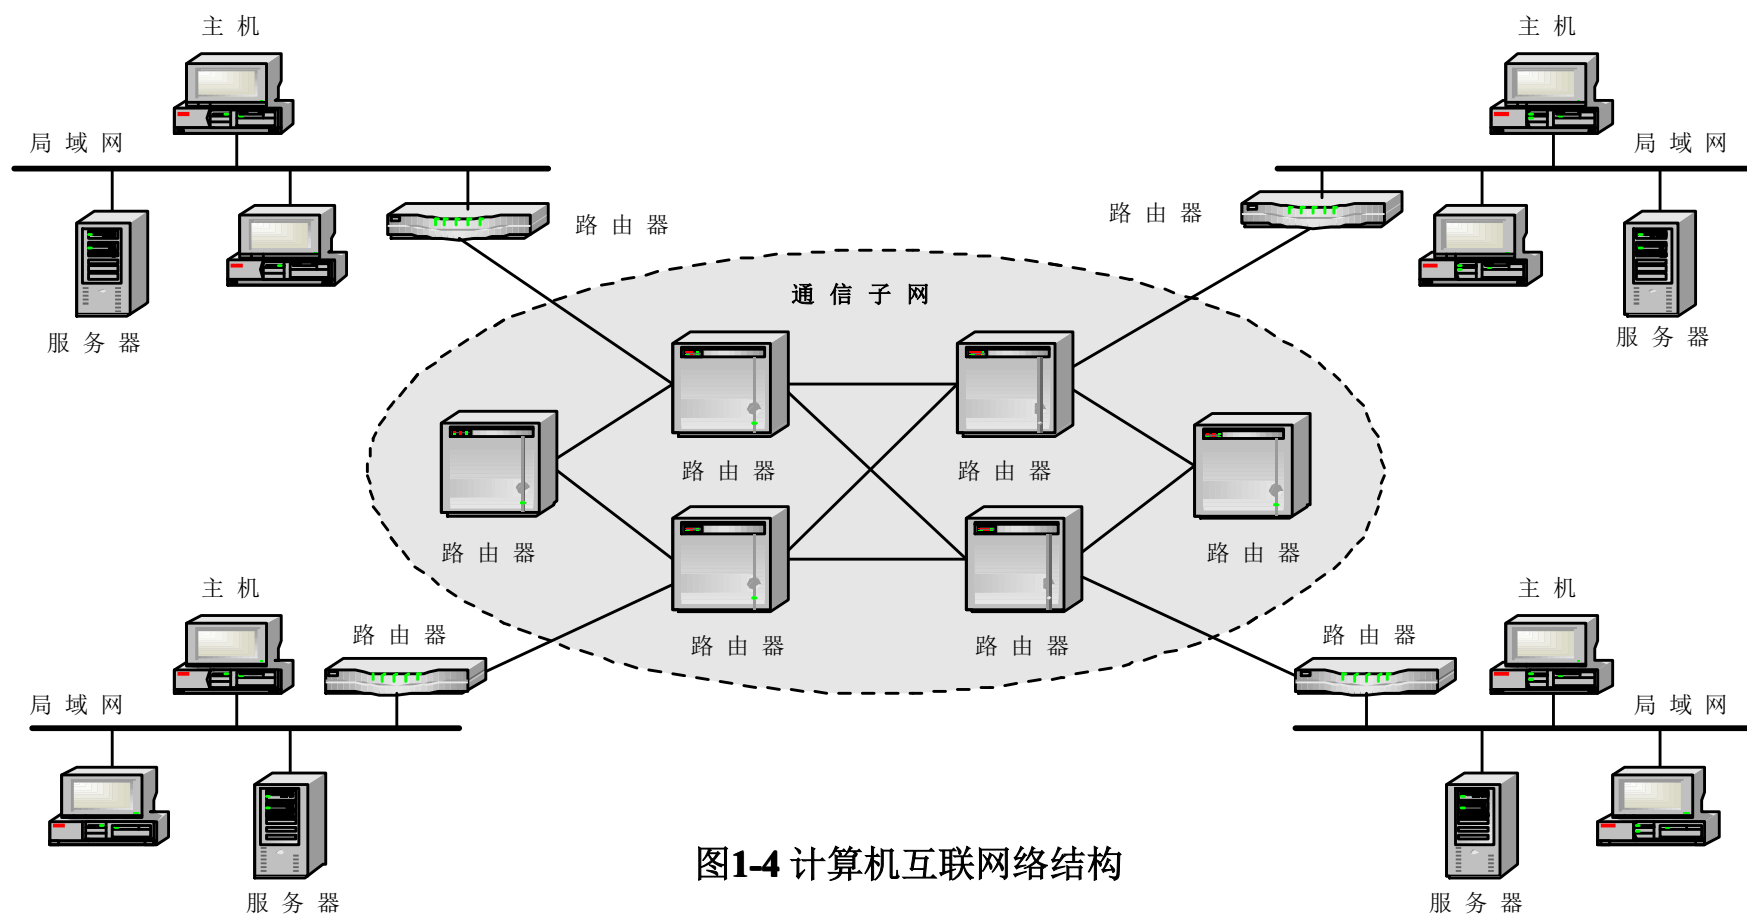 主机
主机
局域网
局域网
路由器
路由器
通信子网
服务器
服务器
路由器
路由器
路由器
路由器
主机
主机
路由器
路由器
路由器
路由器
局域网
局域网
图1-4 计算机互联网络结构
服务器
服务器